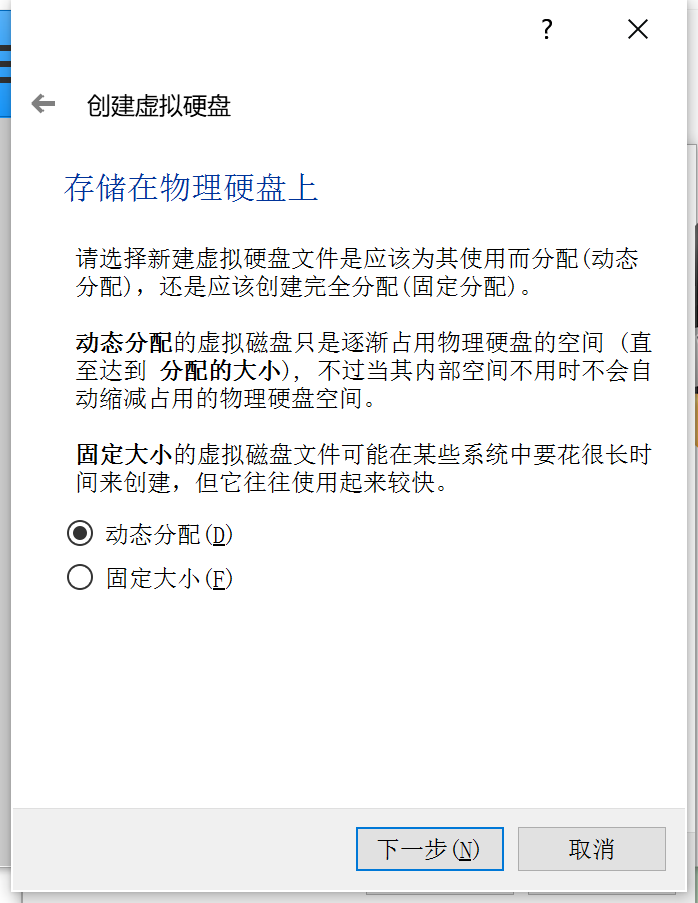 ?
创建虚拟硬盘
存储在物理硬盘上
请选择新建虚拟硬盘文件是应该为其使用而分配(动态
分配)，还是应该创建完全分配(固定分配)。
动态分配的虚拟磁盘只是逐渐占用物理硬盘的空间 (直
至达到 分配的大小)，不过当其内部空间不用时不会自
动缩减占用的物理硬盘空间。
固定大小的虚拟磁盘文件可能在某些系统中要花很长时
间来创建，但它往往使用起来较快。
动态分配(D)
固定大小(F)
下一步(N)
取消